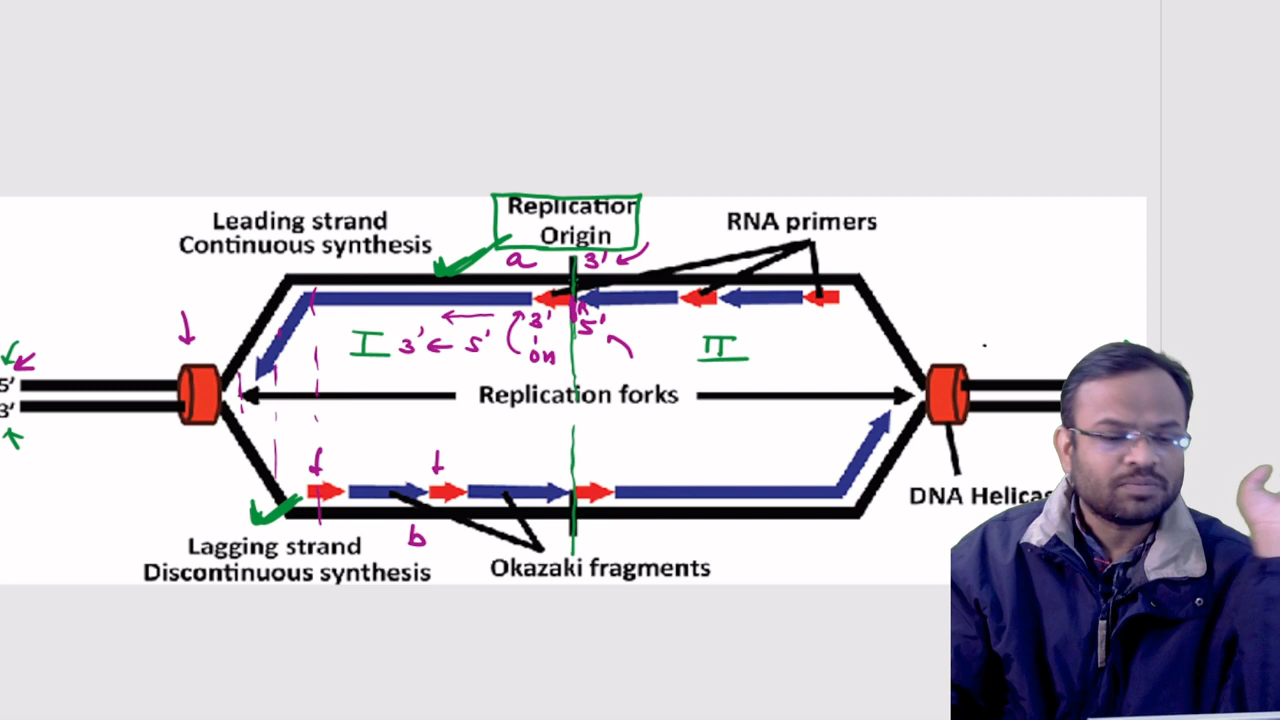 Leading strand
Continuous synthesis
Replication
Origin
RNA primers
a
3'
3'
5'
I
3' ← 5'
OH
II
5'
3'
Replication forks
DNA Helicas
b
Lagging strand
Discontinuous synthesis
Okazaki fragments